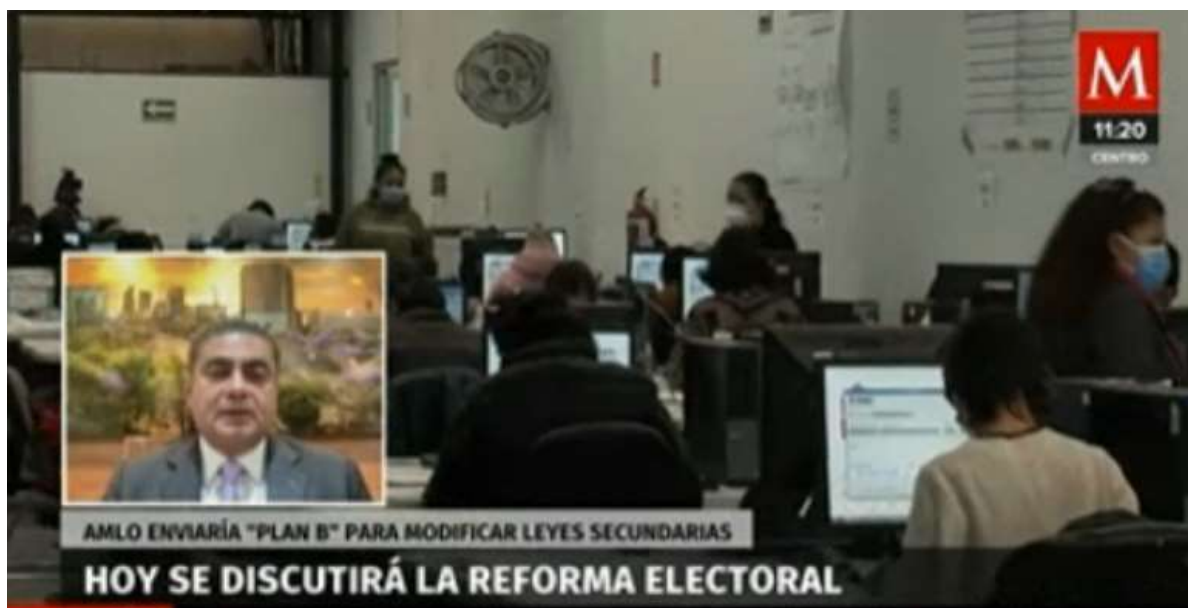 M
11:20
CENTRO
AMLO ENVIARÍA "PLAN B" PARA MODIFICAR LEYES SECUNDARIAS
HOY SE DISCUTIRÁ LA REFORMA ELECTORAL